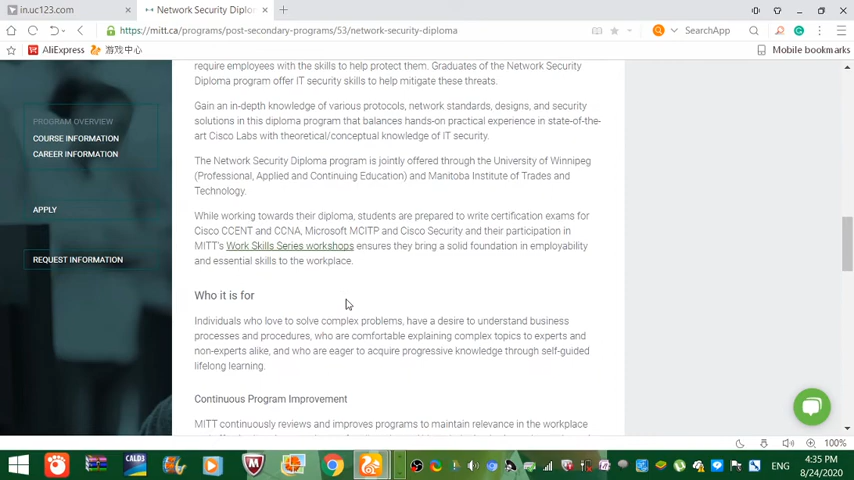 in.uc123.com
Network Security Diplor
https://mitt.ca/programs/post-secondary-programs/53/network-security-diploma
SearchApp
AliExpress
游戏中心
Mobile bookmarks
PROGRAM OVERVIEW
COURSE INFORMATION
CAREER INFORMATION
APPLY
REQUEST INFORMATION
require employees with the skills to help protect them. Graduates of the Network Security
Diploma program offer IT security skills to help mitigate these threats.
Gain an in-depth knowledge of various protocols, network standards, designs, and security
solutions in this diploma program that balances hands-on practical experience in state-of-the-
art Cisco Labs with theoretical/conceptual knowledge of IT security.
The Network Security Diploma program is jointly offered through the University of Winnipeg
(Professional, Applied and Continuing Education) and Manitoba Institute of Trades and
Technology.
While working towards their diploma, students are prepared to write certification exams for
Cisco CCENT and CCNA, Microsoft MCITP and Cisco Security and their participation in
MITT's Work Skills Series workshops ensures they bring a solid foundation in employability
and essential skills to the workplace.
Who it is for
Individuals who love to solve complex problems, have a desire to understand business
processes and procedures, who are comfortable explaining complex topics to experts and
non-experts alike, and who are eager to acquire progressive knowledge through self-guided
lifelong learning.
Continuous Program Improvement
MITT continuously reviews and improves programs to maintain relevance in the workplace
100%
CALD3
ENG
4:35 PM
8/24/2020